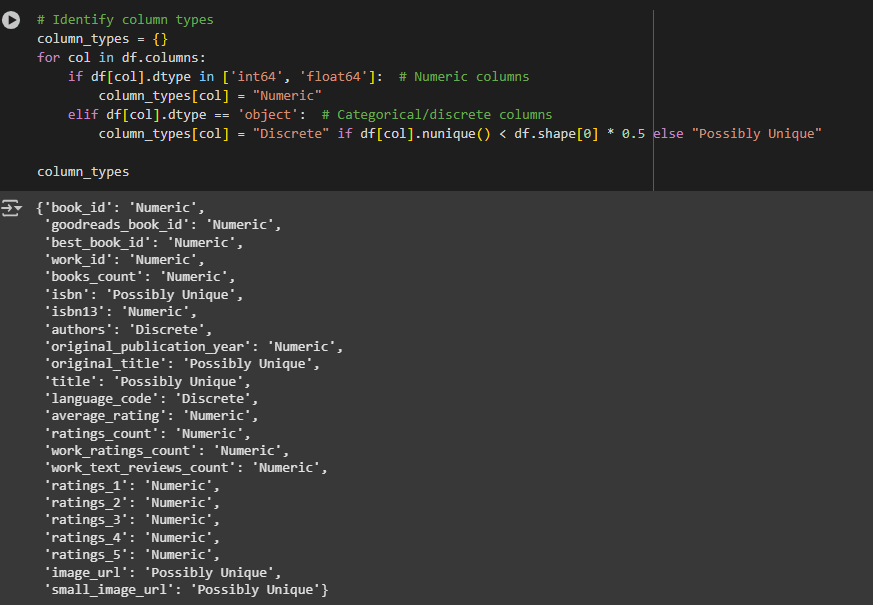 # Identify column types
column_types = {}
for col in df.columns:
    if df[col].dtype in ['int64', 'float64']:  # Numeric columns
        column_types[col] = "Numeric"
    elif df[col].dtype == 'object':  # Categorical/discrete columns
        column_types[col] = "Discrete" if df[col].nunique() < df.shape[0] * 0.5 else "Possibly Unique"

column_types
{'book_id': 'Numeric',
 'goodreads_book_id': 'Numeric',
 'best_book_id': 'Numeric',
 'work_id': 'Numeric',
 'books_count': 'Numeric',
 'isbn': 'Possibly Unique',
 'isbn13': 'Numeric',
 'authors': 'Discrete',
 'original_publication_year': 'Numeric',
 'original_title': 'Possibly Unique',
 'title': 'Possibly Unique',
 'language_code': 'Discrete',
 'average_rating': 'Numeric',
 'ratings_count': 'Numeric',
 'work_ratings_count': 'Numeric',
 'work_text_reviews_count': 'Numeric',
 'ratings_1': 'Numeric',
 'ratings_2': 'Numeric',
 'ratings_3': 'Numeric',
 'ratings_4': 'Numeric',
 'ratings_5': 'Numeric',
 'image_url': 'Possibly Unique',
 'small_image_url': 'Possibly Unique'}